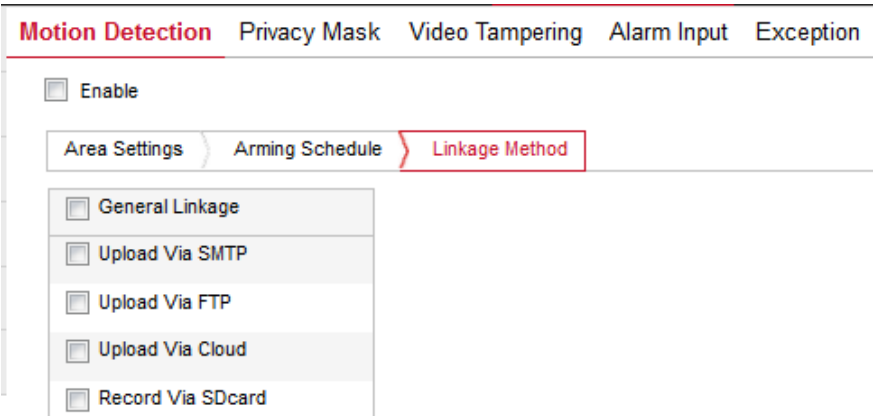 Motion Detection Privacy Mask Video Tampering Alarm Input Exception
Enable
Area Settings Arming Schedule Linkage Method
General Linkage
Upload Via SMTP
Upload Via FTP
Upload Via Cloud
Record Via SDcard